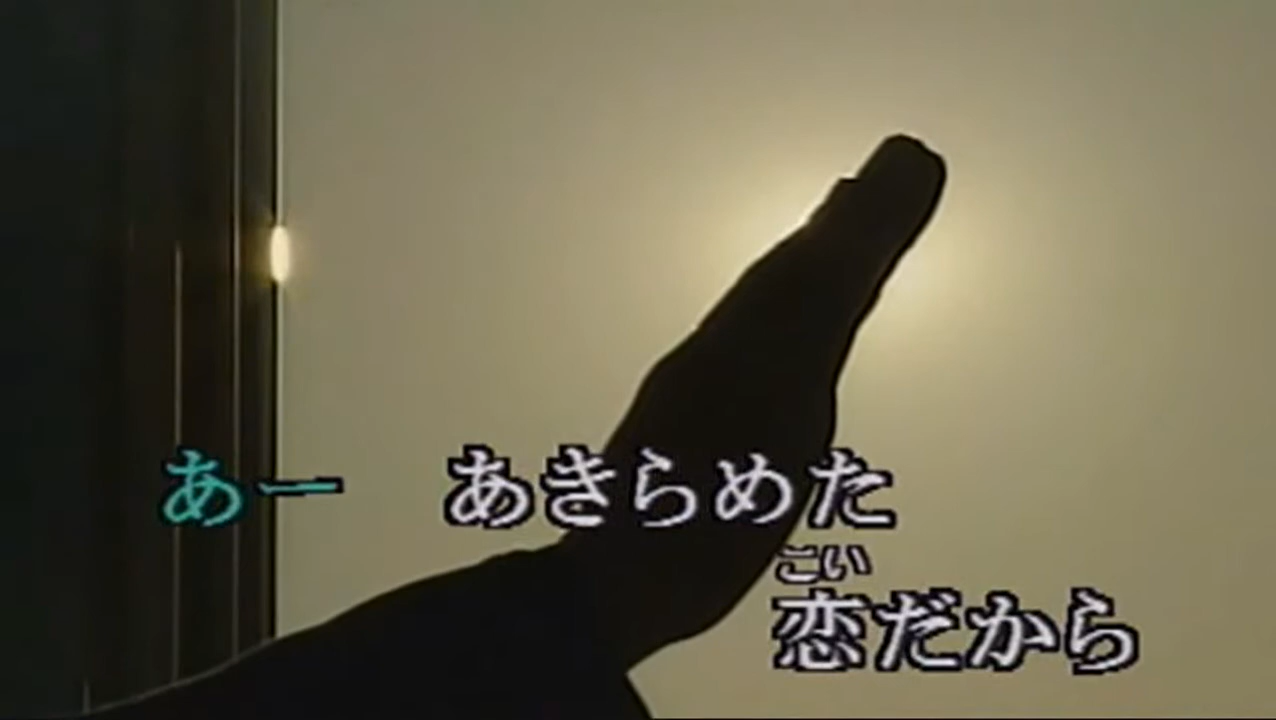 あー　あきらめた
こい
恋だから